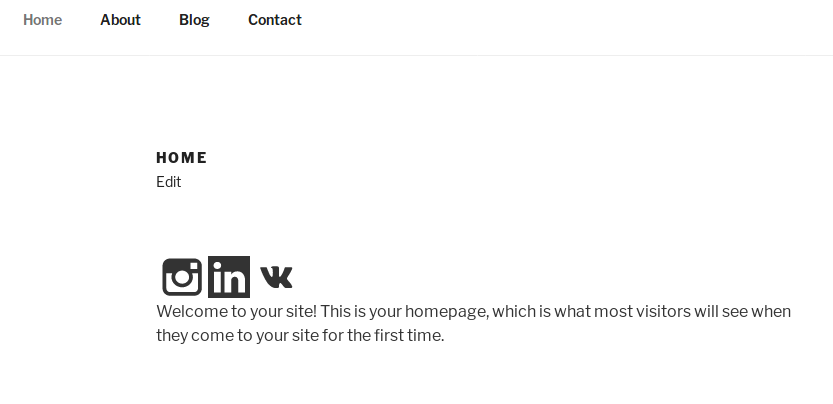 Home About Blog Contact
HOME
Edit
in
Welcome to your site! This is your homepage, which is what most visitors will see when
they come to your site for the first time.